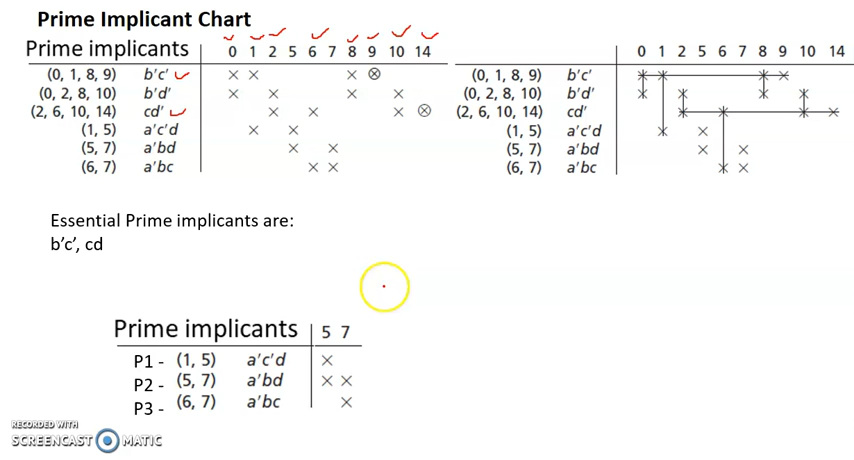 Prime Implicant Chart
Prime implicants 0 1 2 5 6 7 8 9 10 14
(0, 1, 8, 9) b'c' × × × ⊗
(0, 2, 8, 10) b'd' × × × ×
(2, 6, 10, 14) cd' × × × ⊗
(1, 5) a'c'd × ×
(5, 7) a'bd × ×
(6, 7) a'bc × ×
0 1 2 5 6 7 8 9 10 14
(0, 1, 8, 9) b'c' × × × ×
(0, 2, 8, 10) b'd' × × × ×
(2, 6, 10, 14) cd' × × × ×
(1, 5) a'c'd × ×
(5, 7) a'bd × ×
(6, 7) a'bc × ×
Essential Prime implicants are:
b'c', cd
Prime implicants 5 7
P1 - (1, 5) a'c'd ×
P2 - (5, 7) a'bd × ×
P3 - (6, 7) a'bc ×
RECORDED WITH
SCREENCAST MATIC